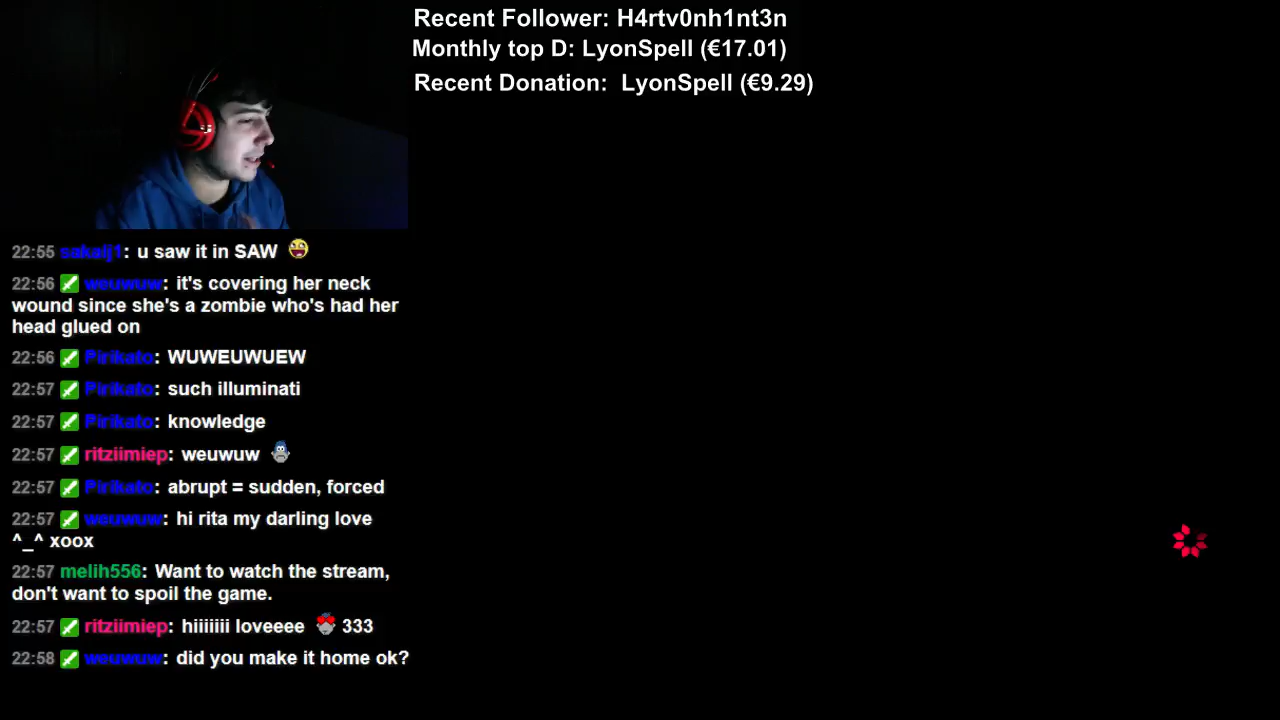 Recent Follower: H4rtv0nh1nt3n
Monthly top D: LyonSpell (€17.01)
Recent Donation: LyonSpell (€9.29)
22:55 sakalj1: u saw it in SAW
22:56 weuwuw: it's covering her neck
wound since she's a zombie who's had her
head glued on
22:56 Pirikato: WUWEUWUEW
22:57 Pirikato: such illuminati
22:57 Pirikato: knowledge
22:57 ritziimiep: weuwuw
22:57 Pirikato: abrupt = sudden, forced
22:57 weuwuw: hi rita my darling love
^_^ xoox
22:57 melih556: Want to watch the stream,
don't want to spoil the game.
22:57 ritziimiep: hiiiiiii loveeee 333
22:58 weuwuw: did you make it home ok?